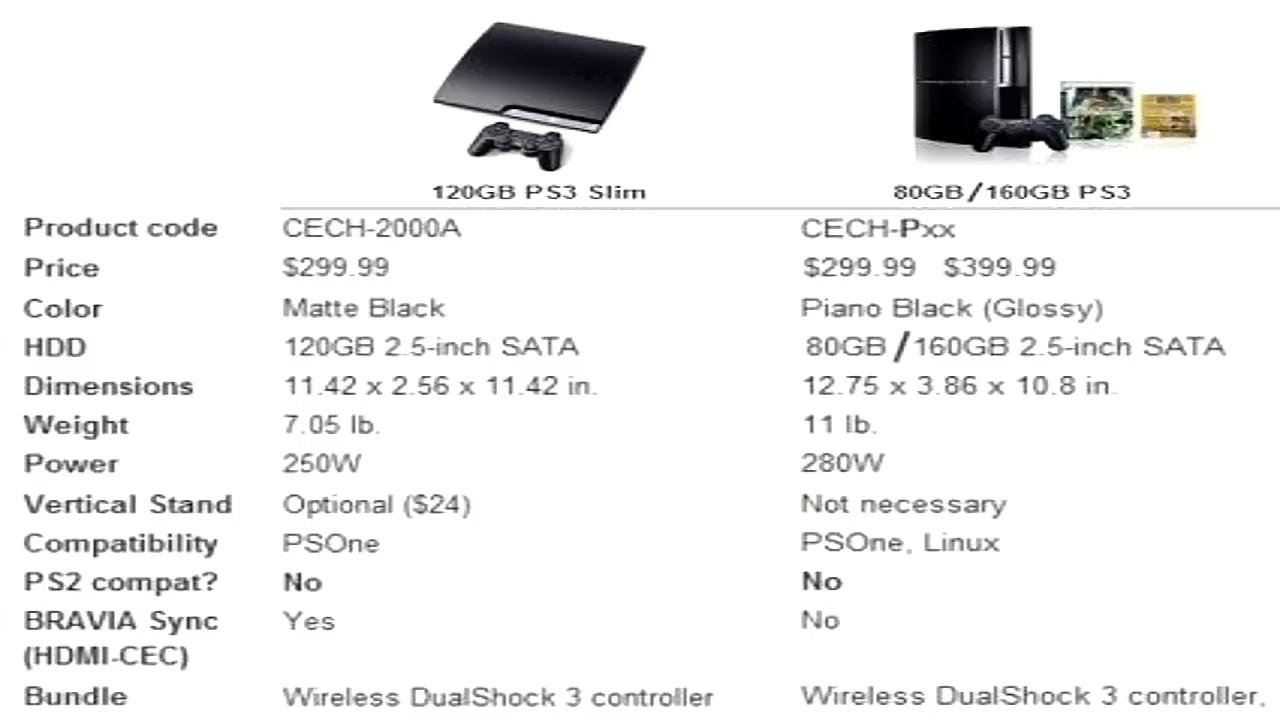 120GB PS3 Slim 80GB/160GB PS3
Product code CECH-2000A CECH-Pxx
Price $299.99 $299.99 $399.99
Color Matte Black Piano Black (Glossy)
HDD 120GB 2.5-inch SATA 80GB/160GB 2.5-inch SATA
Dimensions 11.42 x 2.56 x 11.42 in. 12.75 x 3.86 x 10.8 in.
Weight 7.05 lb. 11 lb.
Power 250W 280W
Vertical Stand Optional ($24) Not necessary
Compatibility PSOne PSOne, Linux
PS2 compat? No No
BRAVIA Sync Yes No
(HDMI-CEC)
Bundle Wireless DualShock 3 controller Wireless DualShock 3 controller,